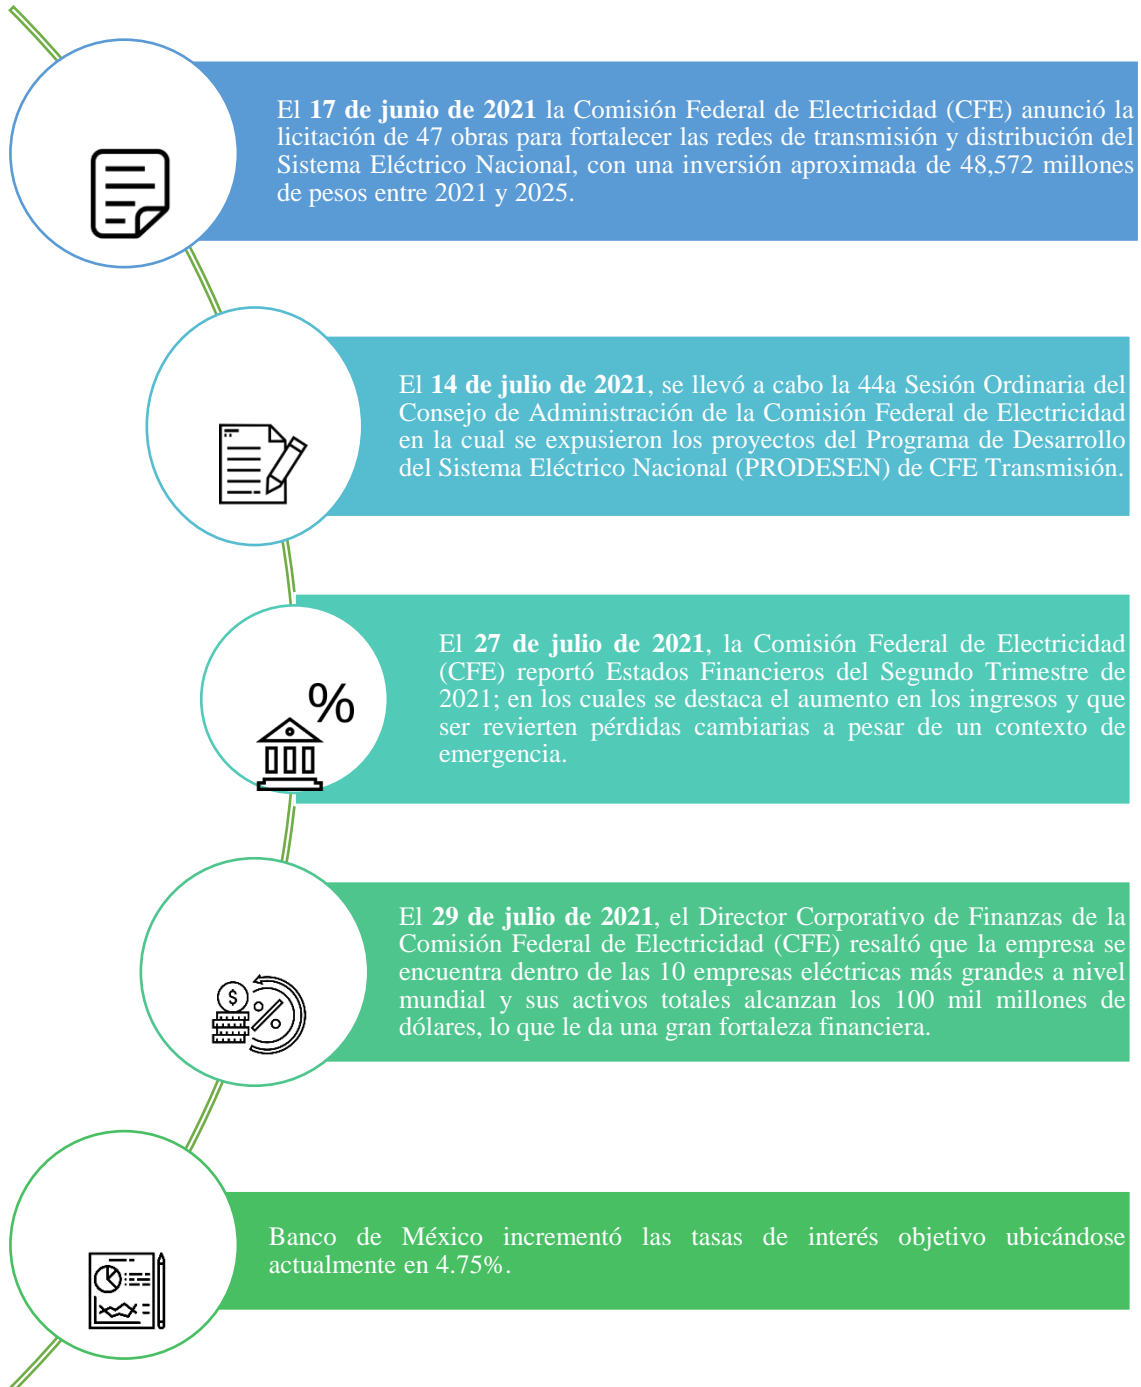 El 17 de junio de 2021 la Comisión Federal de Electricidad (CFE) anunció la
licitación de 47 obras para fortalecer las redes de transmisión y distribución del
Sistema Eléctrico Nacional, con una inversión aproximada de 48,572 millones
de pesos entre 2021 y 2025.
El 14 de julio de 2021, se llevó a cabo la 44a Sesión Ordinaria del
Consejo de Administración de la Comisión Federal de Electricidad
en la cual se expusieron los proyectos del Programa de Desarrollo
del Sistema Eléctrico Nacional (PRODESEN) de CFE Transmisión.
El 27 de julio de 2021, la Comisión Federal de Electricidad
(CFE) reportó Estados Financieros del Segundo Trimestre de
2021; en los cuales se destaca el aumento en los ingresos y que
ser revierten pérdidas cambiarias a pesar de un contexto de
emergencia.
%
El 29 de julio de 2021, el Director Corporativo de Finanzas de la
Comisión Federal de Electricidad (CFE) resaltó que la empresa se
encuentra dentro de las 10 empresas eléctricas más grandes a nivel
mundial y sus activos totales alcanzan los 100 mil millones de
dólares, lo que le da una gran fortaleza financiera.
$ %
Banco de México incrementó las tasas de interés objetivo ubicándose
actualmente en 4.75%.